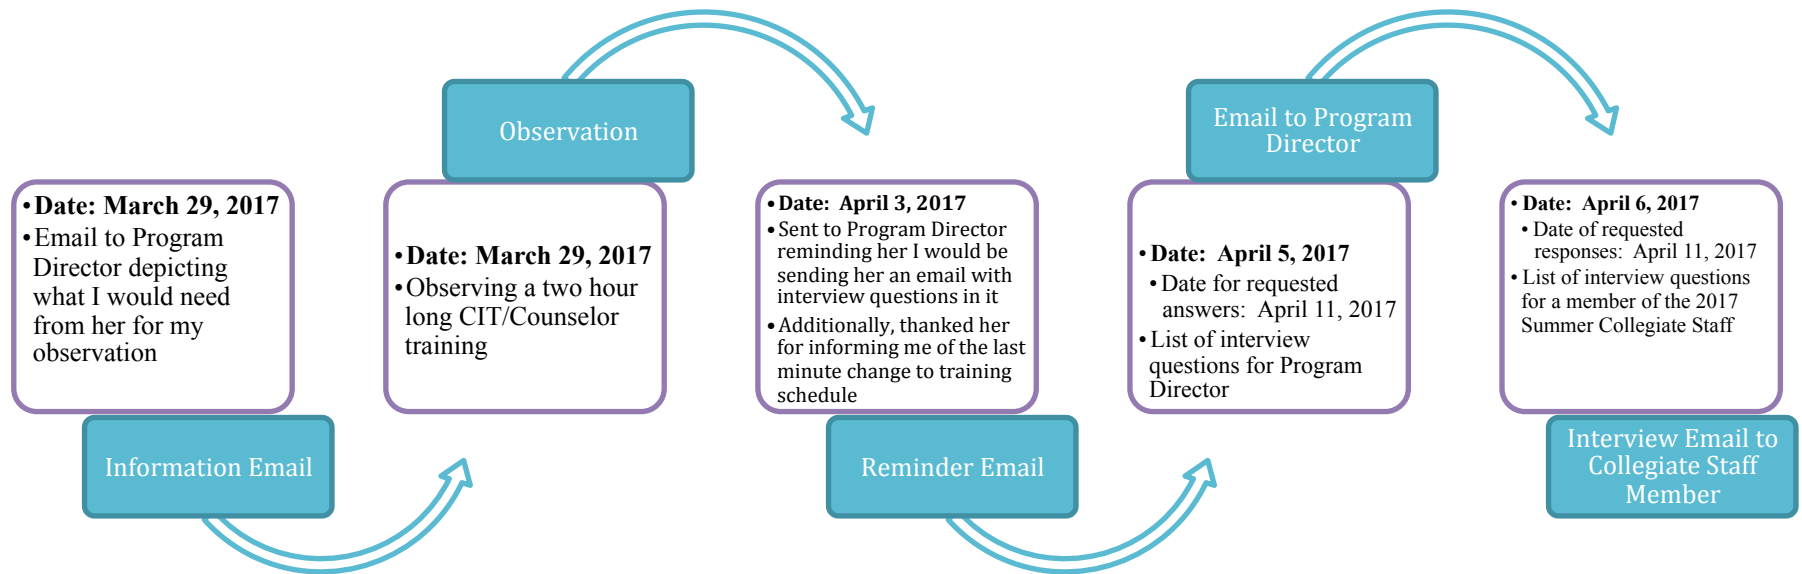 •Date: March 29, 2017
•Email to Program
Director depicting
what I would need
from her for my
observation
Information Email
Observation
•Date: March 29, 2017
•Observing a two hour
long CIT/Counselor
training
•Date: April 3, 2017
•Sent to Program Director
reminding her I would be
sending her an email with
interview questions in it
•Additionally, thanked her
for informing me of the last
minute change to training
schedule
Reminder Email
Email to Program
Director
•Date: April 5, 2017
•Date for requested
answers: April 11, 2017
•List of interview
questions for Program
Director
•Date: April 6, 2017
•Date of requested
responses: April 11, 2017
•List of interview questions
for a member of the 2017
Summer Collegiate Staff
Interview Email to
Collegiate Staff
Member